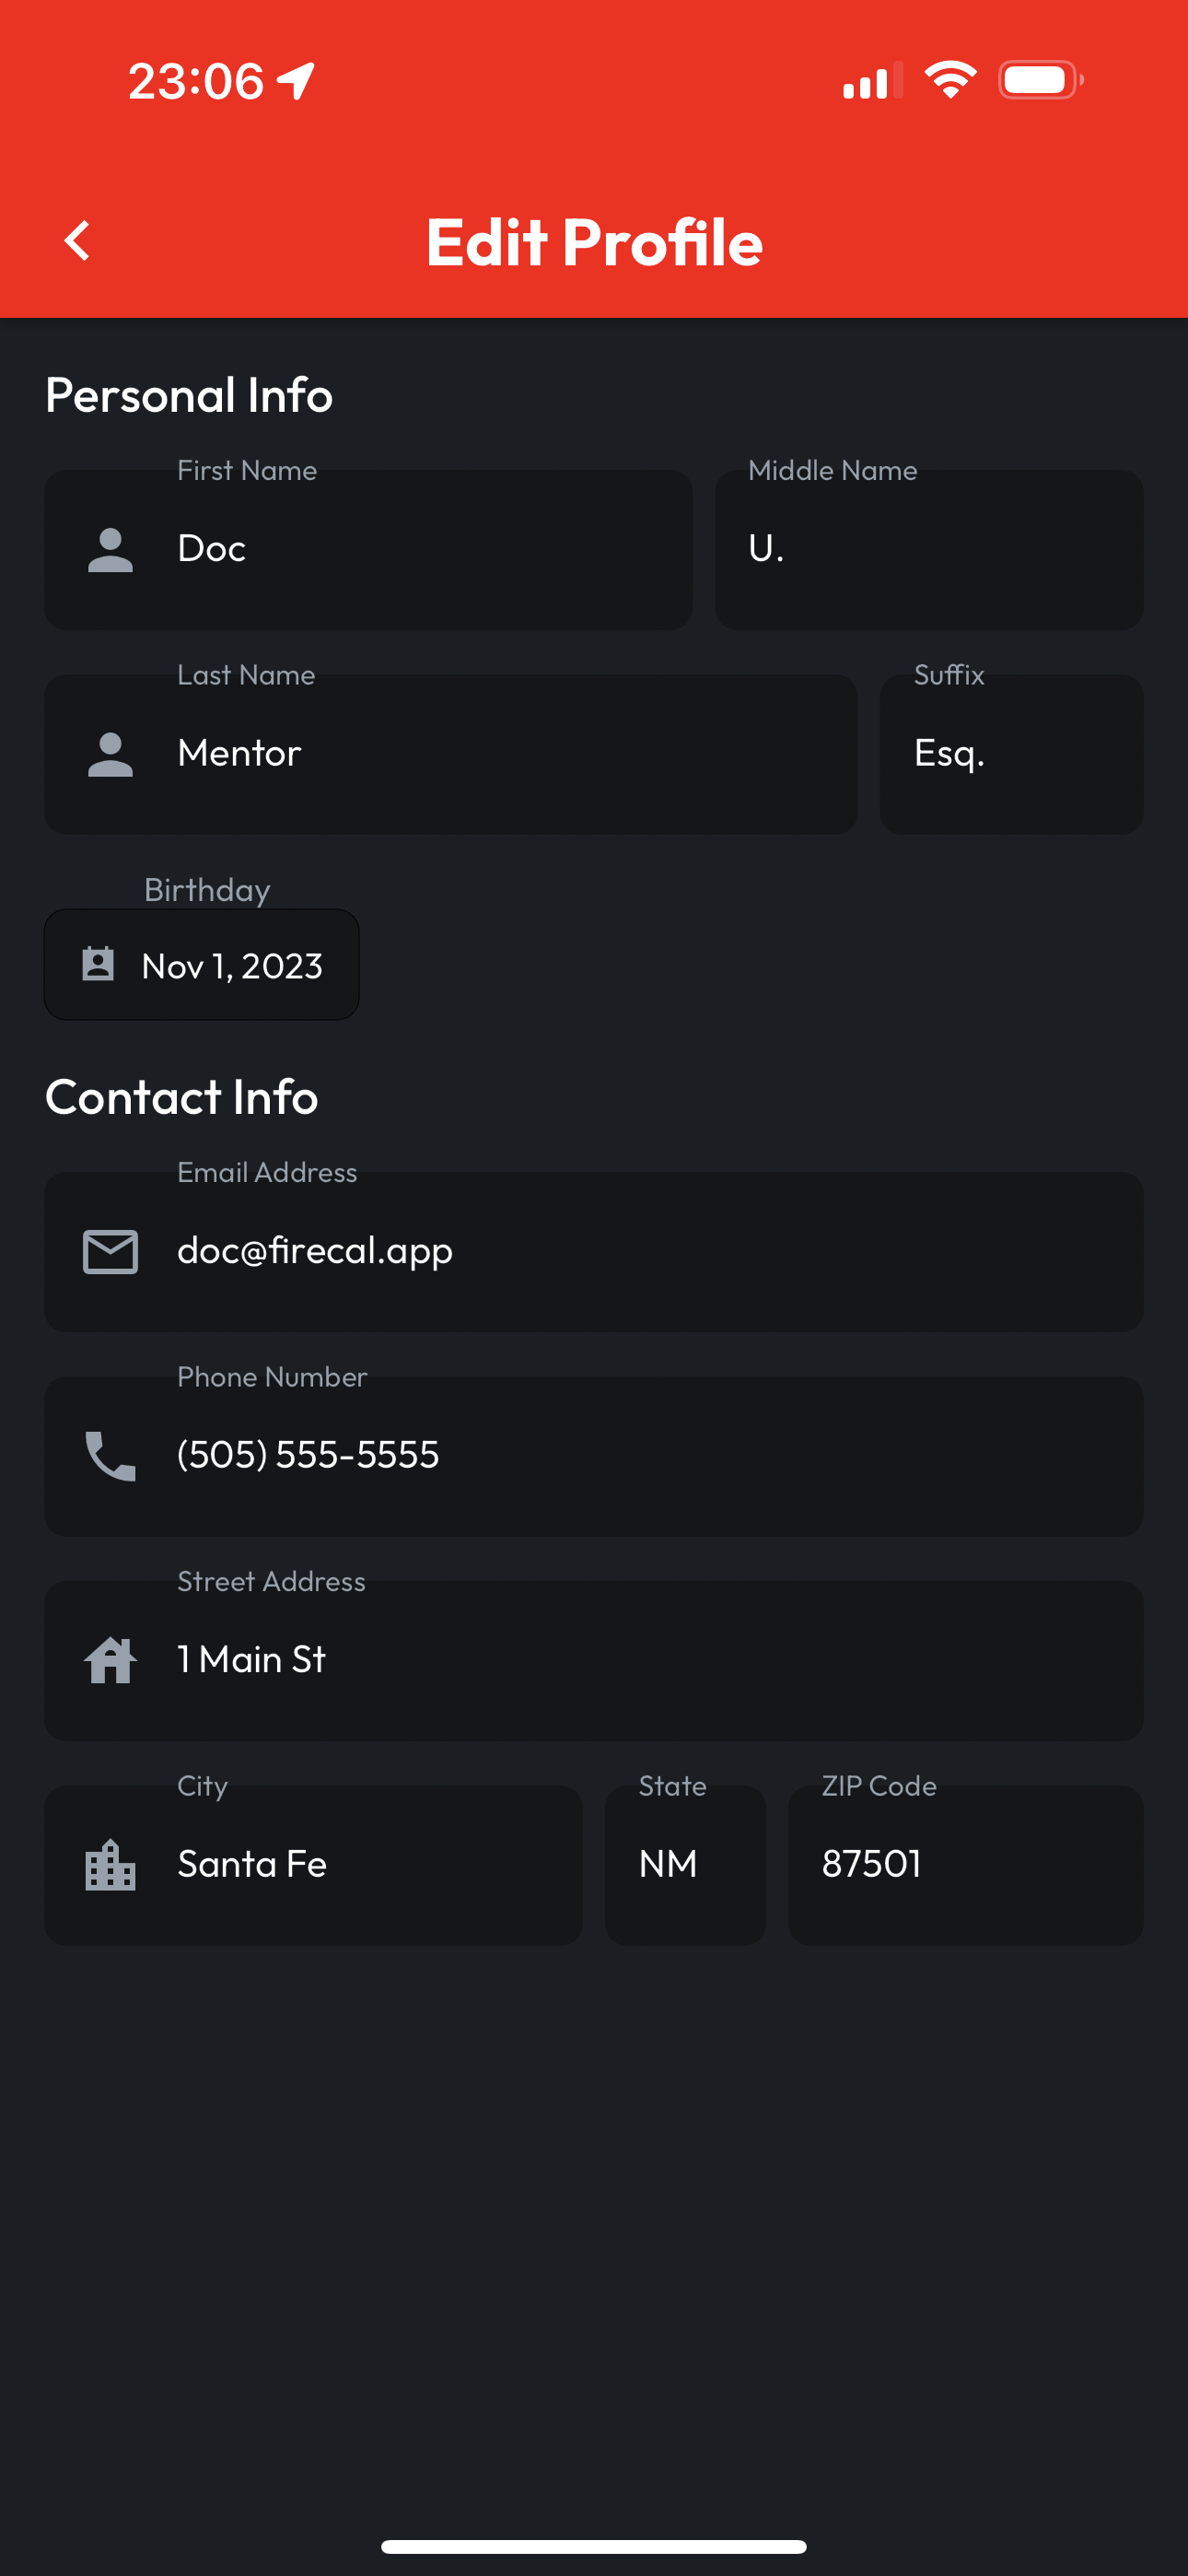 23:06
Edit Profile
Personal Info
First Name Middle Name
Doc U.
Last Name Suffix
Mentor Esq.
Birthday
Nov 1, 2023
Contact Info
Email Address
doc@firecal.app
Phone Number
(505) 555-5555
Street Address
1 Main St
City State ZIP Code
Santa Fe NM 87501